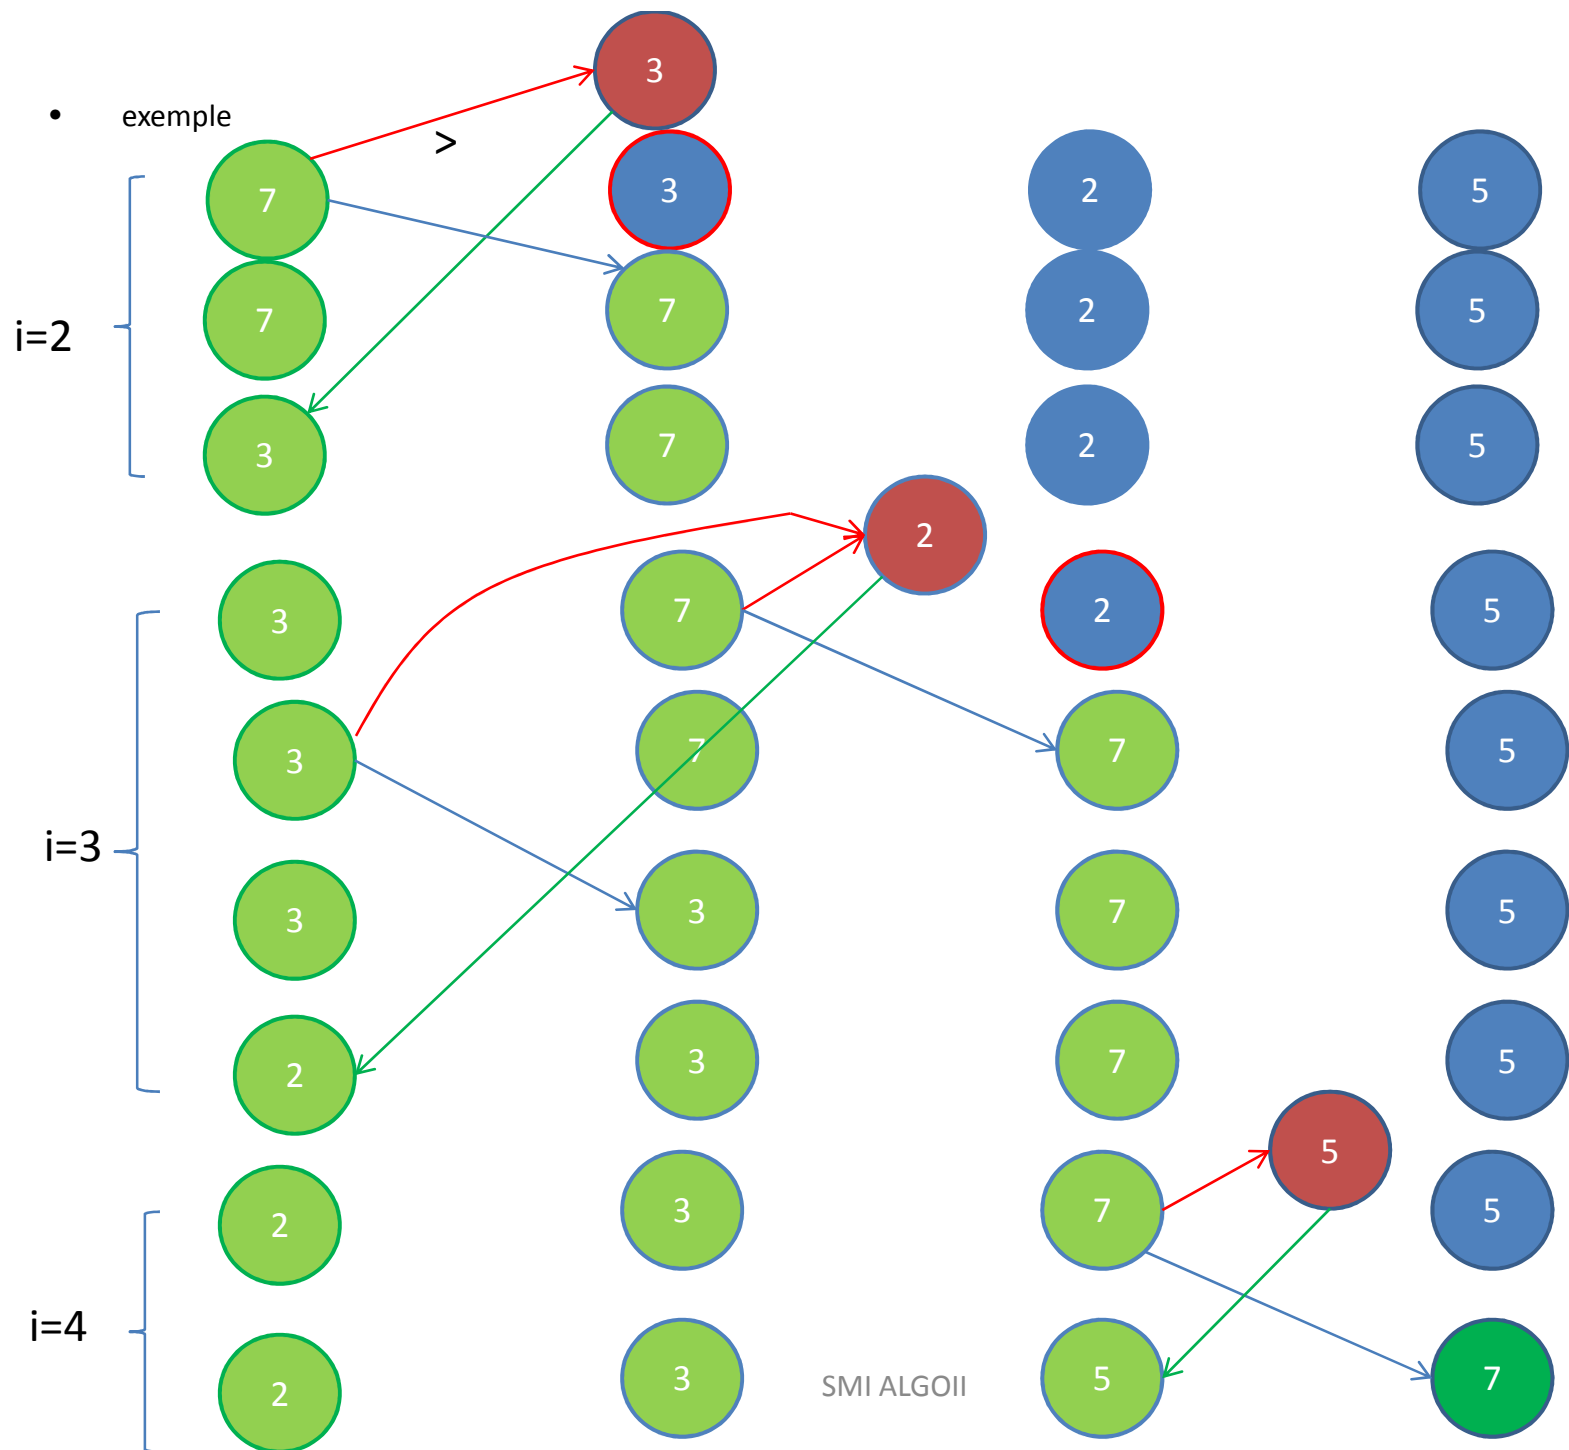 3
• exemple
>
7 3 2 5
7 7 2 5
i=2
3 7 2 5
2
3 7 2 5
3 7 7 5
i=3
3 3 7 5
2 3 7 5
5
2 3 7 5
i=4
2 3 5 7
SMI ALGOII